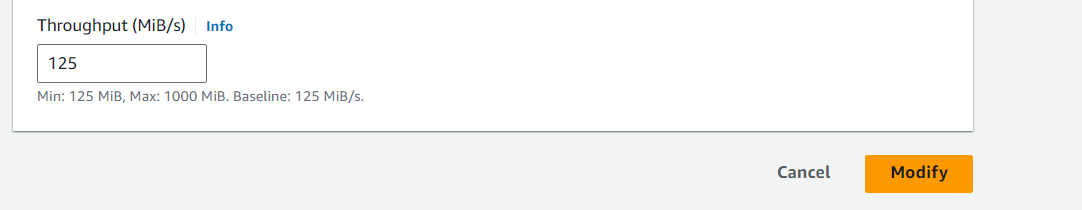 Throughput (MiB/s) Info
125
Min: 125 MiB, Max: 1000 MiB. Baseline: 125 MiB/s.
Cancel Modify